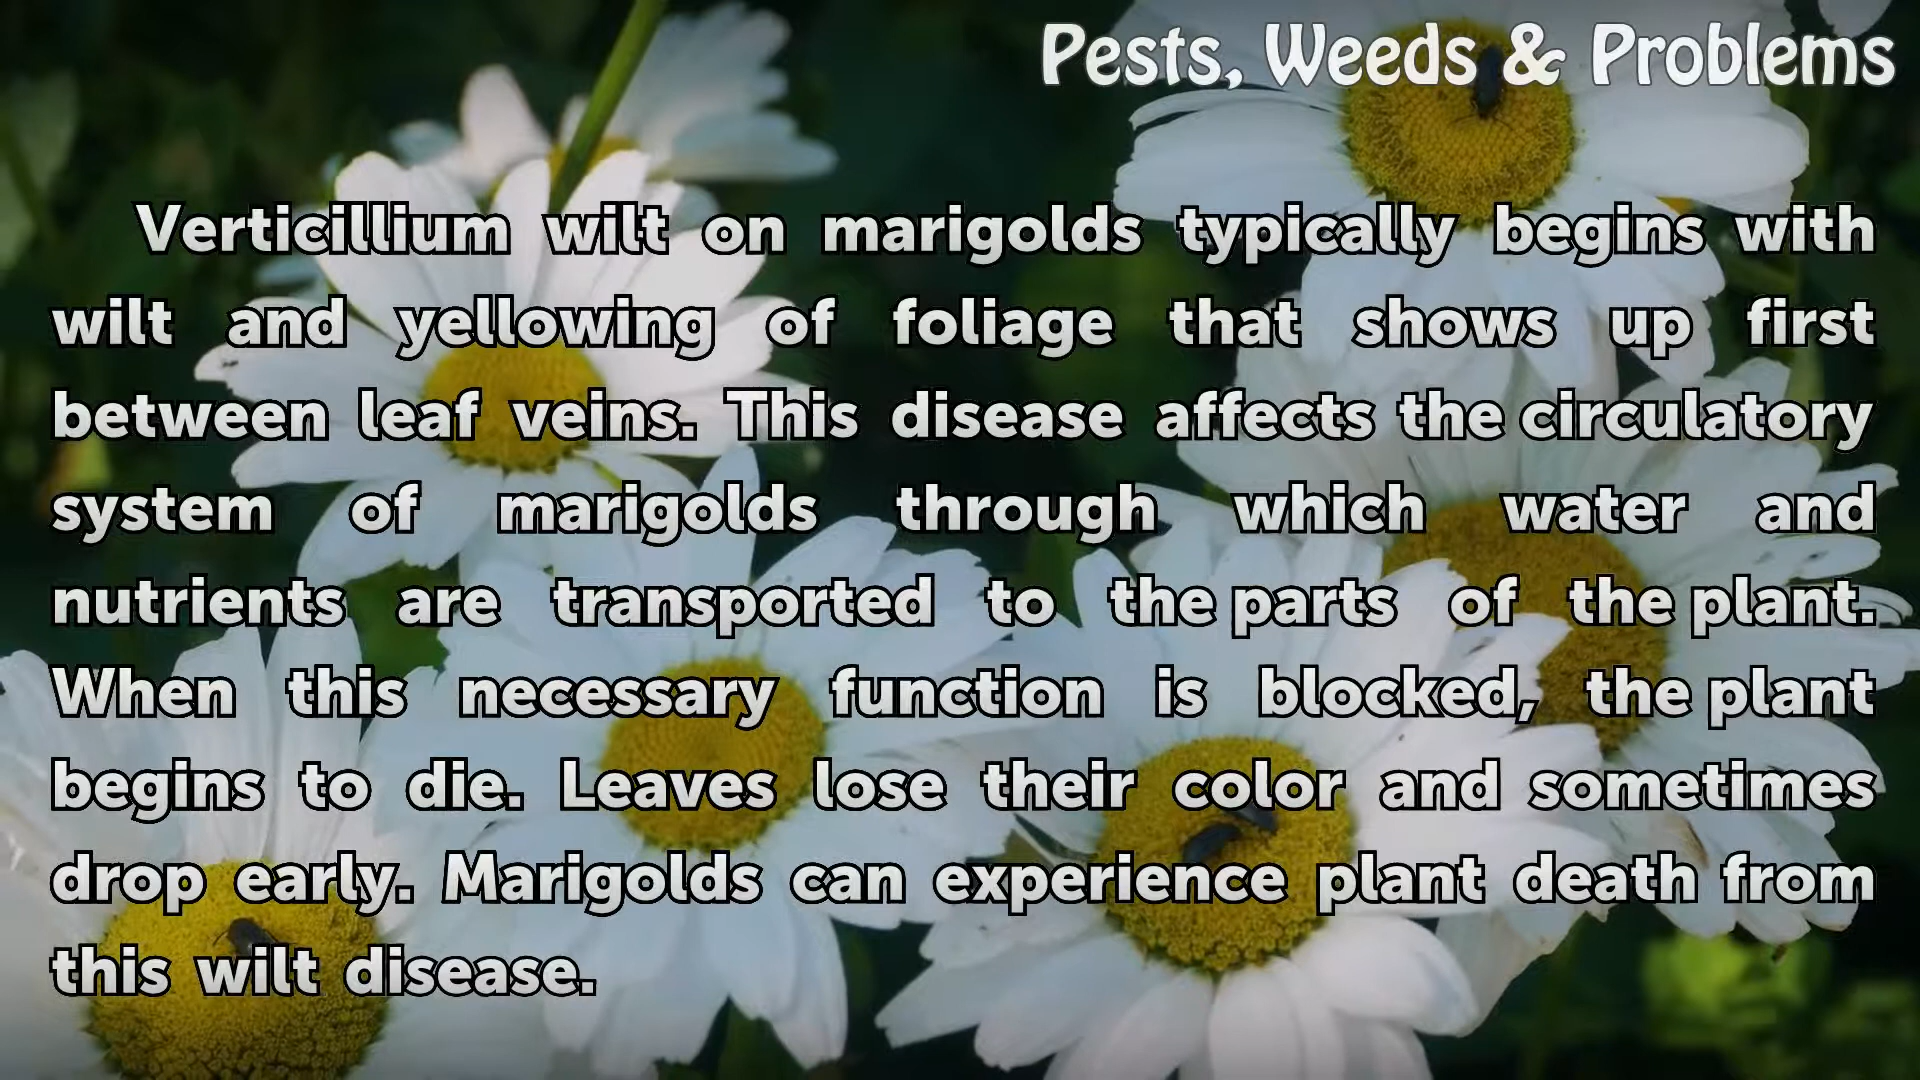 Pests, Weeds & Problems
Verticillium wilt on marigolds typically begins with
wilt and yellowing of foliage that shows up first
between leaf veins. This disease affects the circulatory
system of marigolds through which water and
nutrients are transported to the parts of the plant.
When this necessary function is blocked, the plant
begins to die. Leaves lose their color and sometimes
drop early. Marigolds can experience plant death from
this wilt disease.